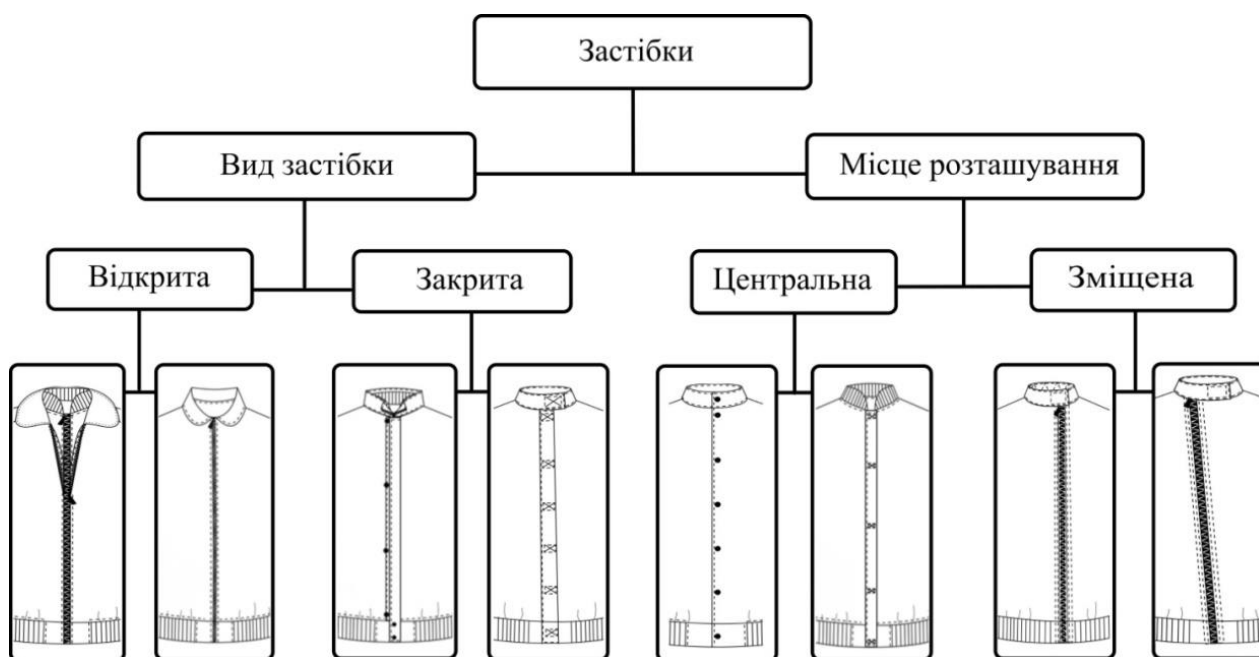 Застібки
Вид застібки
Місце розташування
Відкрита
Закрита
Центральна
Зміщена